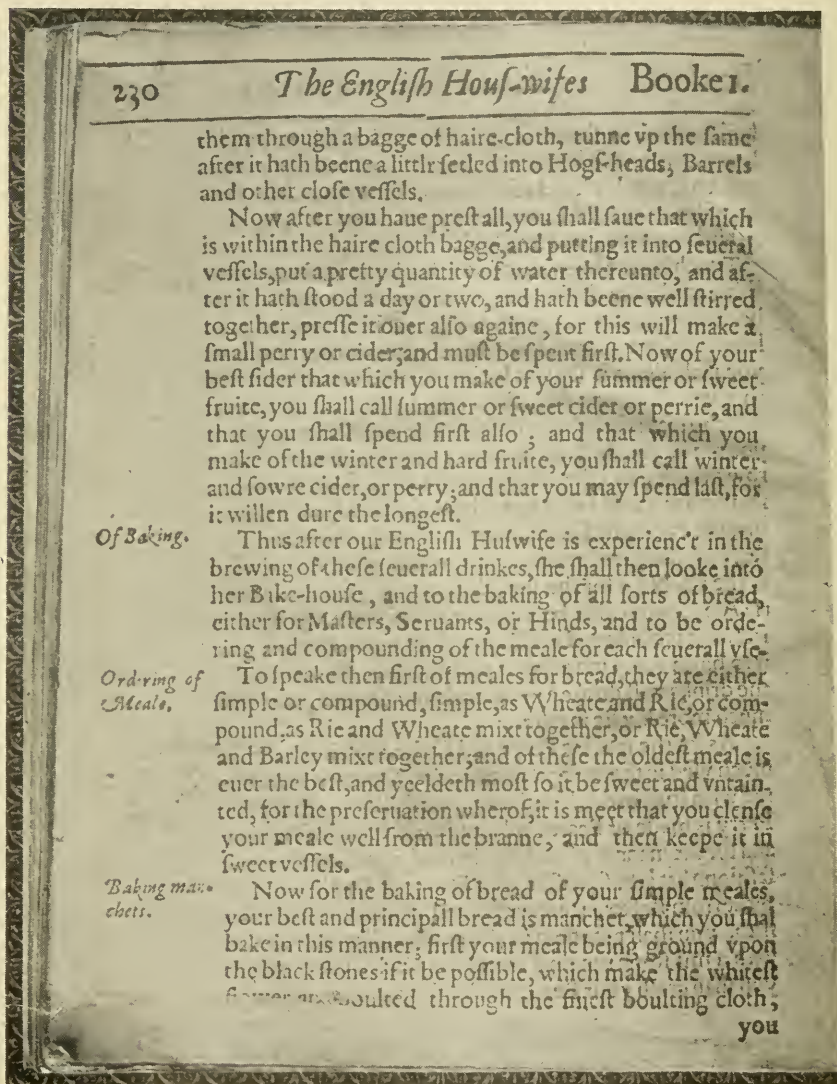 230 The Engliſh Houſ-wifes Booke 1.
them through a bagge of haire-cloth, tunne vp the ſame
after it hath beene a littlr ſetled into Hogſ-heads, Barrels
and other cloſe veſſels.
Now after you haue preſt all, you ſhall ſaue that which
is within the haire cloth bagge, and putting it into ſeueral
veſſels, put a pretty quantity of water thereunto, and af-
ter it hath ſtood a day or two, and hath beene well ſtirred
together, preſſe it ouer alſo againe, for this will make a
ſmall perry or cider; and muſt be ſpent firſt. Now of your
beſt ſider that which you make of your ſummer or ſweet
fruite, you ſhall call ſummer or ſweet cider or perrie, and
that you ſhall ſpend firſt alſo; and that which you
make of the winter and hard fruite, you ſhall call winter
and ſowre cider, or perry; and that you may ſpend laſt, for
it willen dure the longeſt.
Of Baking.
Thus after our Engliſh Huſwife is experienc't in the
brewing of theſe ſeuerall drinkes, ſhe ſhall then looke into
her Bake-houſe, and to the baking of all ſorts of bread,
either for Maſters, Seruants, or Hinds, and to be orde-
ring and compounding of the meale for each ſeuerall vſe.
Ordring of
Meale.
To ſpeake then firſt of meales for bread, they are either
ſimple or compound, ſimple, as Wheate and Rie, or com-
pound, as Rie and Wheate mixt together, or Rie, Wheate
and Barley mixt together; and of theſe the oldeſt meale is
euer the beſt, and yeeldeth moſt ſo it be ſweet and vntain-
ted, for the preſeruation wherof, it is meet that you clenſe
your meale well from the branne, and then keepe it in
ſweet veſſels.
Baking man-
chets.
Now for the baking of bread of your ſimple meales,
your beſt and principall bread is manchet, which you ſhal
bake in this manner; firſt your meale being ground vpon
the black ſtones if it be poſſible, which make the whiteſt
boulted through the fineſt boulting cloth,
you